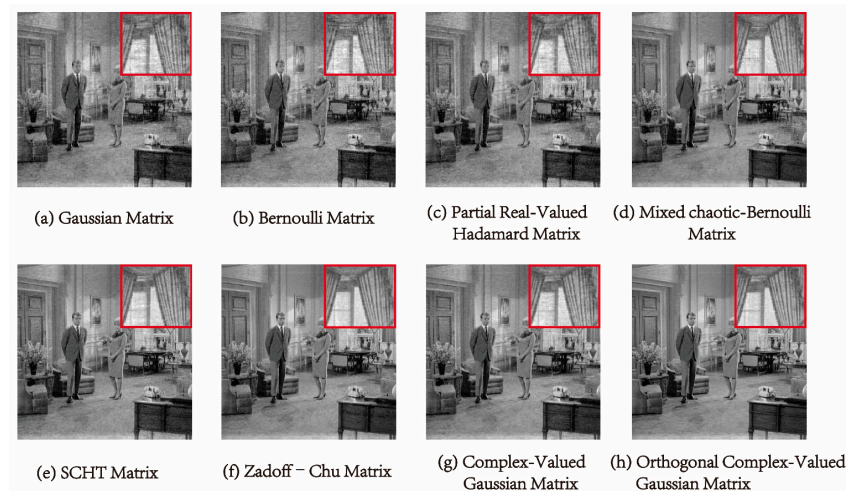 (a) Gaussian Matrix
(b) Bernoulli Matrix
(c) Partial Real-Valued
Hadamard Matrix
(d) Mixed chaotic-Bernoulli
Matrix
(e) SCHT Matrix
(f) Zadoff – Chu Matrix
(g) Complex-Valued
Gaussian Matrix
(h) Orthogonal Complex-Valued
Gaussian Matrix